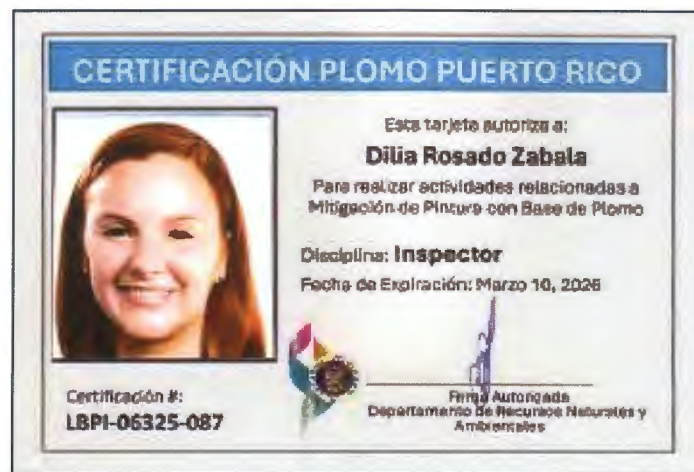 CERTIFICACIÓN PLOMO PUERTO RICO
Esta tarjeta autoriza a:
Dilia Rosado Zabala
Para realizar actividades relacionadas a
Mitigación de Pintura con Base de Plomo
Disciplina: Inspector
Fecha de Expiración: Marzo 10, 2026
Certificación #:
LBPI-06325-087
Firma Autorizada
Departamento de Recursos Naturales y
Ambientales